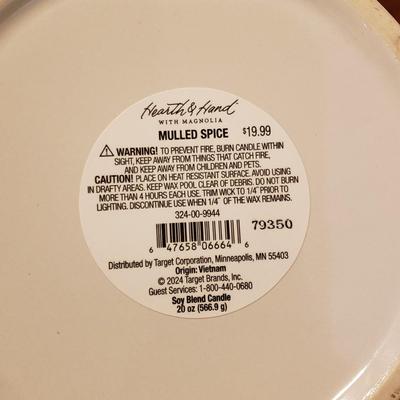 Hearth & Hand
WITH MAGNOLIA
MULLED SPICE $19.99
⚠ WARNING! TO PREVENT FIRE, BURN CANDLE WITHIN
SIGHT, KEEP AWAY FROM THINGS THAT CATCH FIRE,
AND KEEP AWAY FROM CHILDREN AND PETS.
CAUTION! PLACE ON HEAT RESISTANT SURFACE. AVOID USING
IN DRAFTY AREAS. KEEP WAX POOL CLEAR OF DEBRIS. DO NOT BURN
MORE THAN 4 HOURS EACH USE. TRIM WICK TO 1/4" PRIOR TO
LIGHTING. DISCONTINUE USE WHEN 1/4" OF THE WAX REMAINS.
324-00-9944
79350
6 47658 06664 6
Distributed by Target Corporation, Minneapolis, MN 55403
Origin: Vietnam
© 2024 Target Brands, Inc.
Guest Services: 1-800-440-0680
Soy Blend Candle
20 oz (566.9 g)